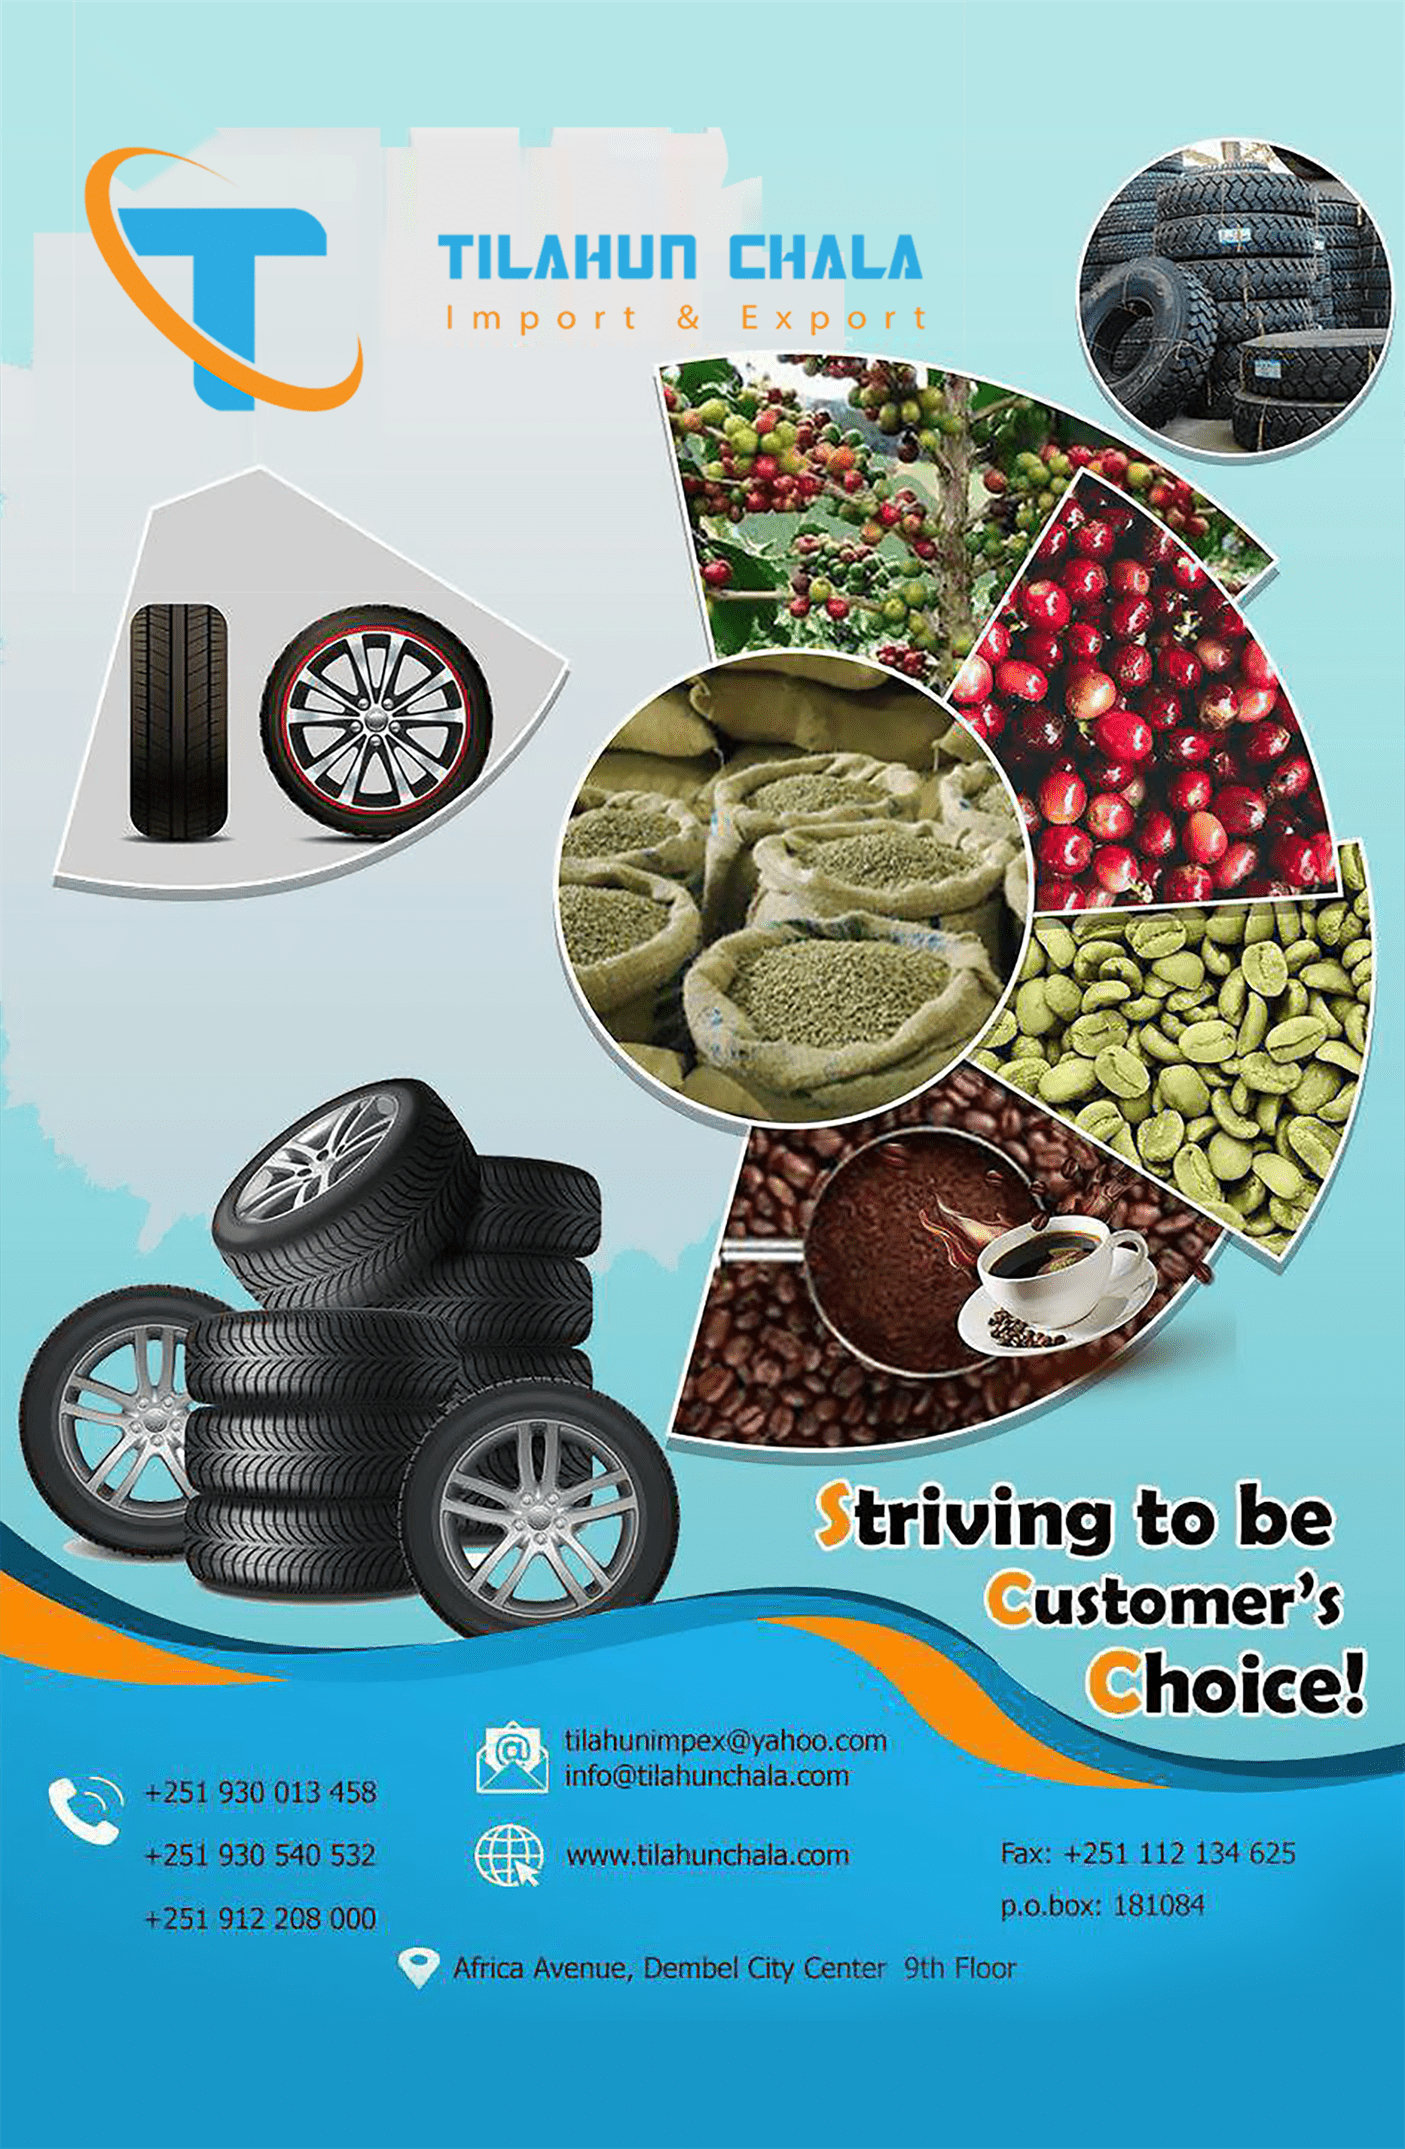 TILAHUN CHALA
Import & Export
Striving to be
Customer's
Choice!
tilahunimpex@yahoo.com
info@tilahunchala.com
+251 930 013 458
+251 930 540 532
+251 912 208 000
www.tilahunchala.com
Fax: +251 112 134 625
p.o.box: 181084
Africa Avenue, Dembel City Center 9th Floor